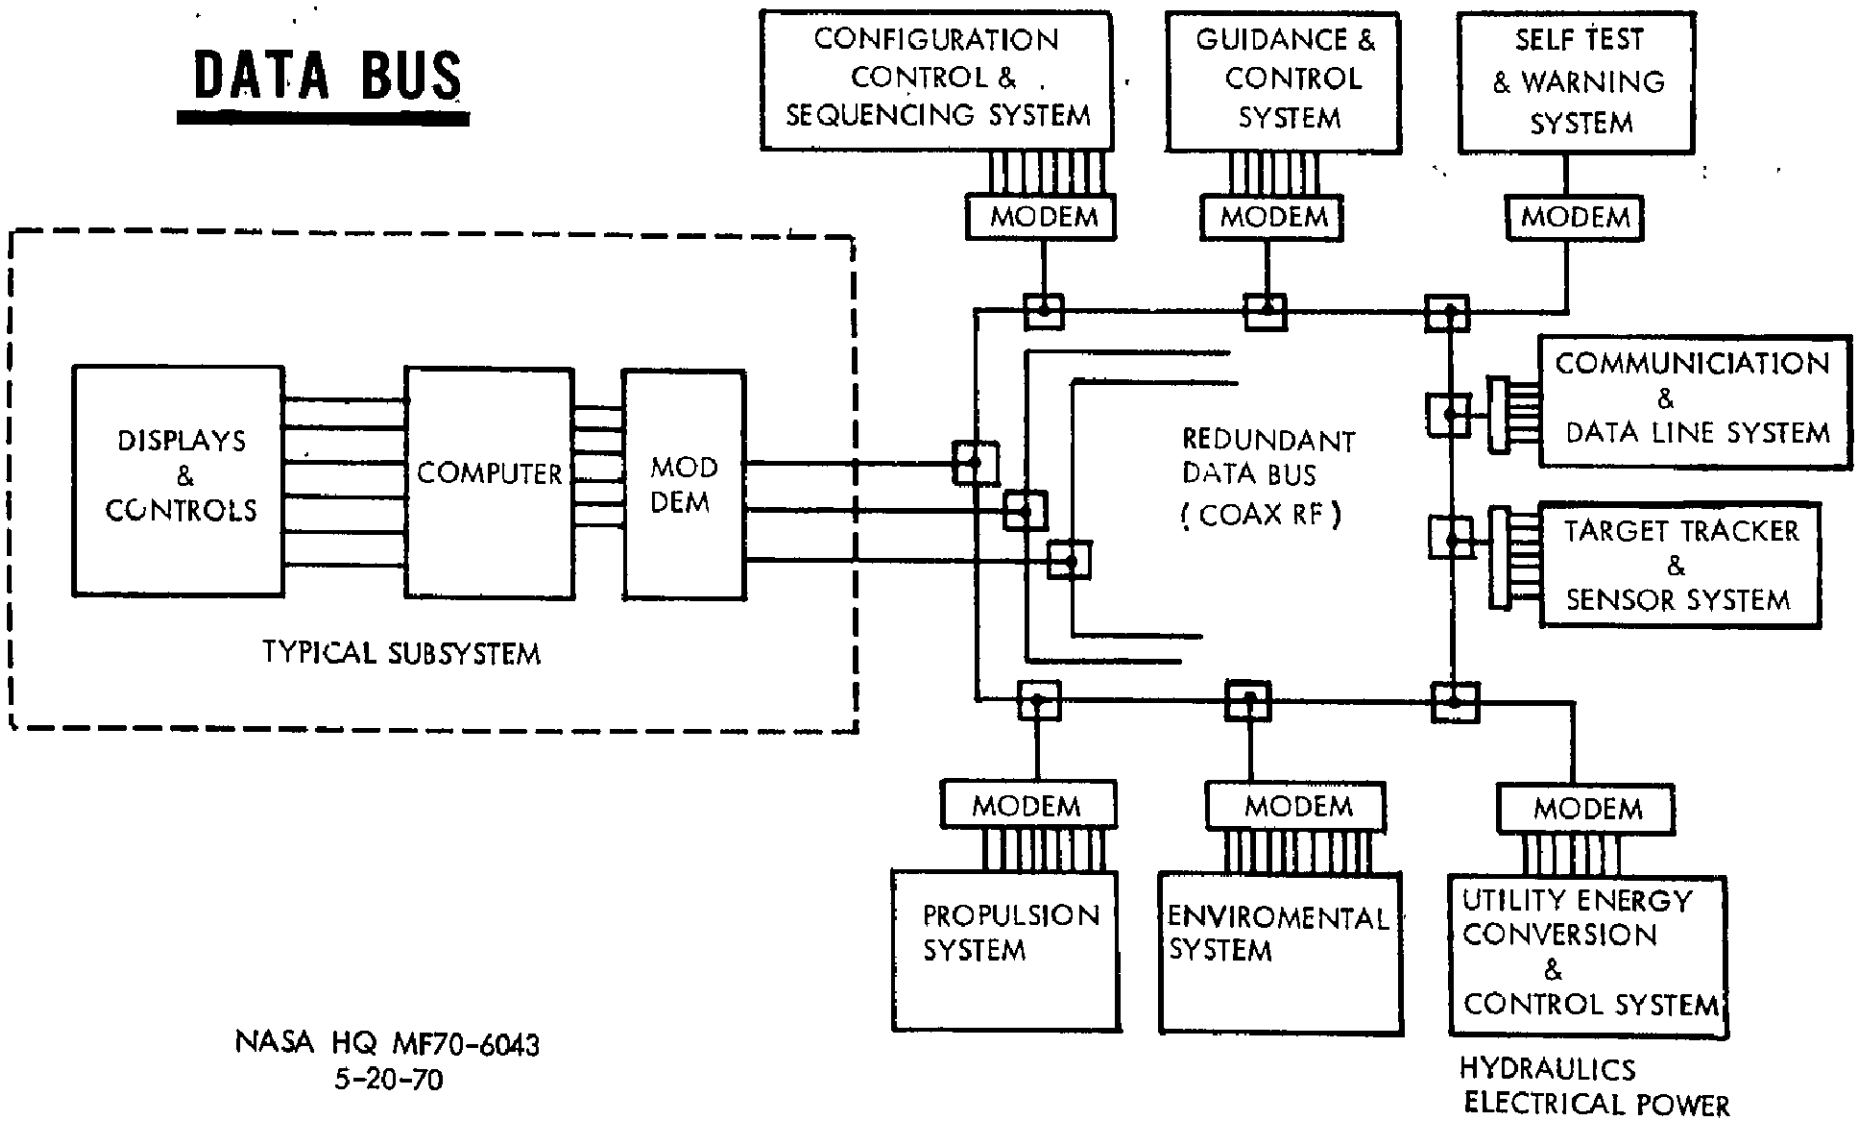 DATA BUS
CONFIGURATION
CONTROL &
SEQUENCING SYSTEM
GUIDANCE &
CONTROL
SYSTEM
SELF TEST
& WARNING
SYSTEM
MODEM
MODEM
MODEM
DISPLAYS
&
CONTROLS
COMPUTER
MOD
DEM
TYPICAL SUBSYSTEM
REDUNDANT
DATA BUS
( COAX RF )
COMMUNICIATION
&
DATA LINE SYSTEM
TARGET TRACKER
&
SENSOR SYSTEM
MODEM
MODEM
MODEM
PROPULSION
SYSTEM
ENVIROMENTAL
SYSTEM
UTILITY ENERGY
CONVERSION
&
CONTROL SYSTEM
HYDRAULICS
ELECTRICAL POWER
NASA HQ MF70-6043
5-20-70